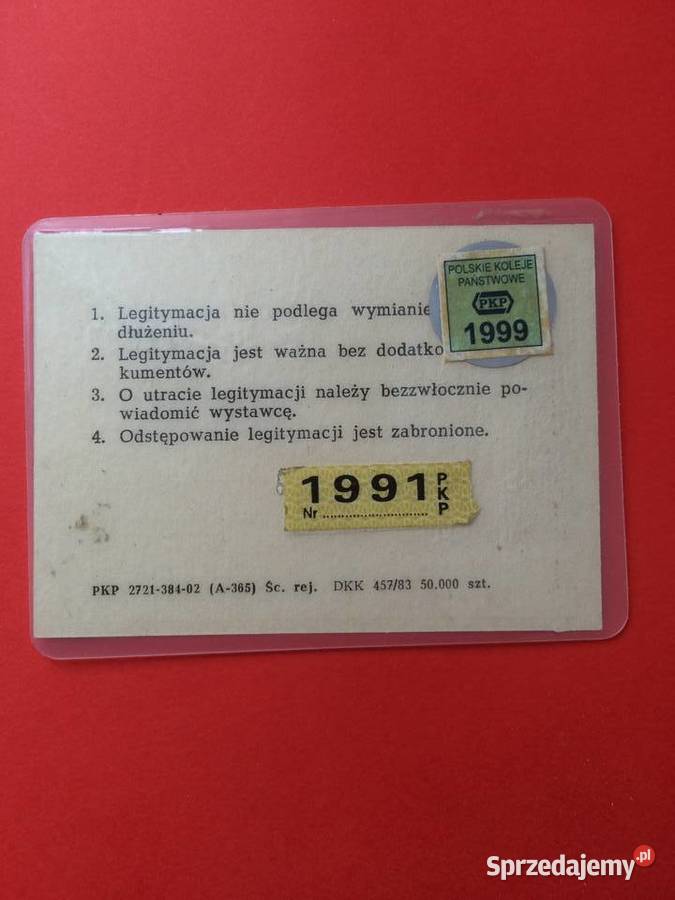 POLSKIE KOLEJE
PAŃSTWOWE
PKP
1999
1. Legitymacja nie podlega wymianie
dłużeniu.
2. Legitymacja jest ważna bez dodatko
kumentów.
3. O utracie legitymacji należy bezzwłocznie po-
wiadomić wystawcę.
4. Odstępowanie legitymacji jest zabronione.
1991 PKP
Nr ..........................
PKP 2721-384-02 (A-365) Śc. rej. DKK 457/83 50.000 szt.
Sprzedajemy.pl